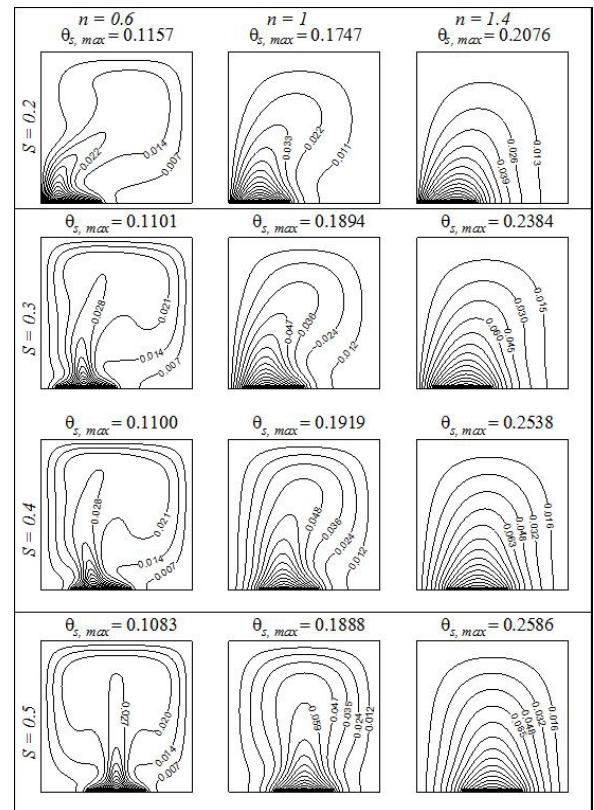 n = 0.6 n = 1 n = 1.4
θs, max = 0.1157 θs, max = 0.1747 θs, max = 0.2076
S = 0.2
0.022 0.014 0.007
0.033 0.022 0.011
0.039 0.026 0.013
θs, max = 0.1101 θs, max = 0.1894 θs, max = 0.2384
S = 0.3
0.028 0.021 0.014 0.007
0.047 0.036 0.024 0.012
0.060 0.045 0.030 0.015
θs, max = 0.1100 θs, max = 0.1919 θs, max = 0.2538
S = 0.4
0.028 0.021 0.014 0.007
0.048 0.036 0.024 0.012
0.063 0.048 0.032 0.016
θs, max = 0.1083 θs, max = 0.1888 θs, max = 0.2586
S = 0.5
0.027 0.020 0.014 0.007
0.059 0.047 0.035 0.024 0.012
0.065 0.048 0.032 0.016